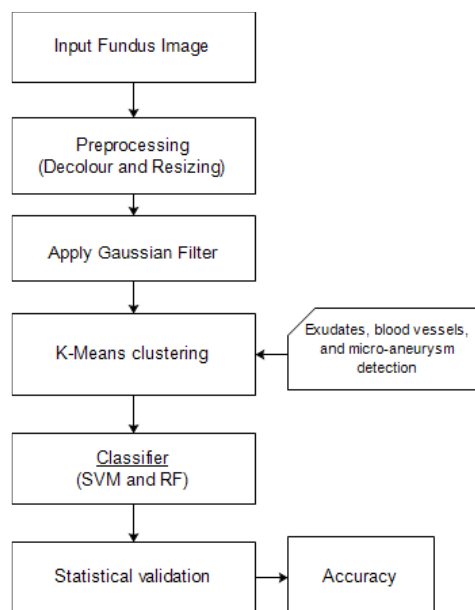 Input Fundus Image
Preprocessing
(Decolour and Resizing)
Apply Gaussian Filter
K-Means clustering
Exudates, blood vessels,
and micro-aneurysm
detection
Classifier
(SVM and RF)
Statistical validation
Accuracy